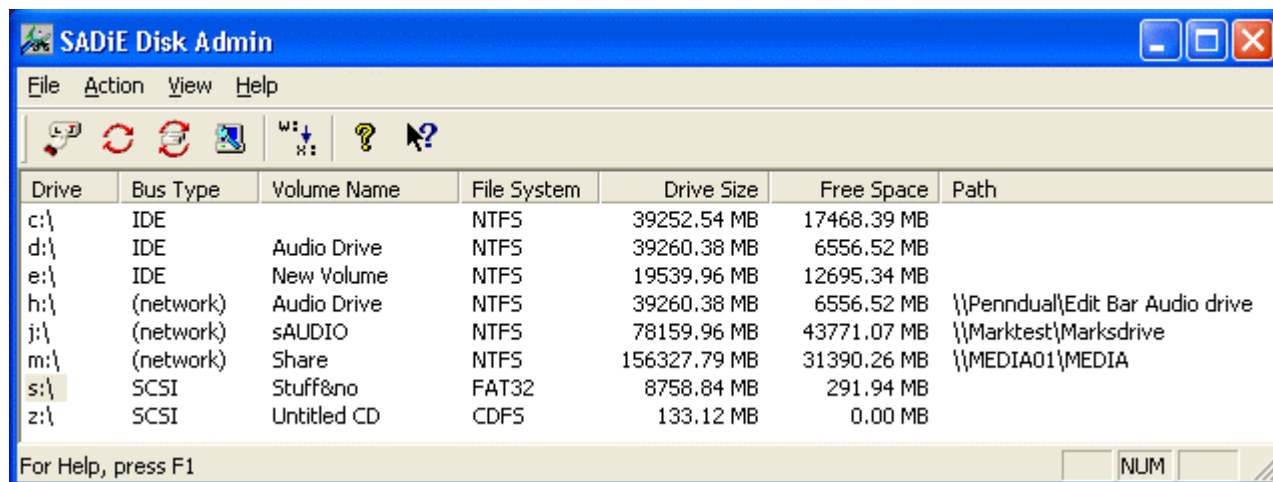 SADiE Disk Admin
File Action View Help
w: x:
Drive Bus Type Volume Name File System Drive Size Free Space Path
c:\ IDE NTFS 39252.54 MB 17468.39 MB
d:\ IDE Audio Drive NTFS 39260.38 MB 6556.52 MB
e:\ IDE New Volume NTFS 19539.96 MB 12695.34 MB
h:\ (network) Audio Drive NTFS 39260.38 MB 6556.52 MB \\Penndual\Edit Bar Audio drive
j:\ (network) sAUDIO NTFS 78159.96 MB 43771.07 MB \\Marktest\Marksdrive
m:\ (network) Share NTFS 156327.79 MB 31390.26 MB \\MEDIA01\MEDIA
s:\ SCSI Stuff&no FAT32 8758.84 MB 291.94 MB
z:\ SCSI Untitled CD CDFS 133.12 MB 0.00 MB
For Help, press F1 NUM